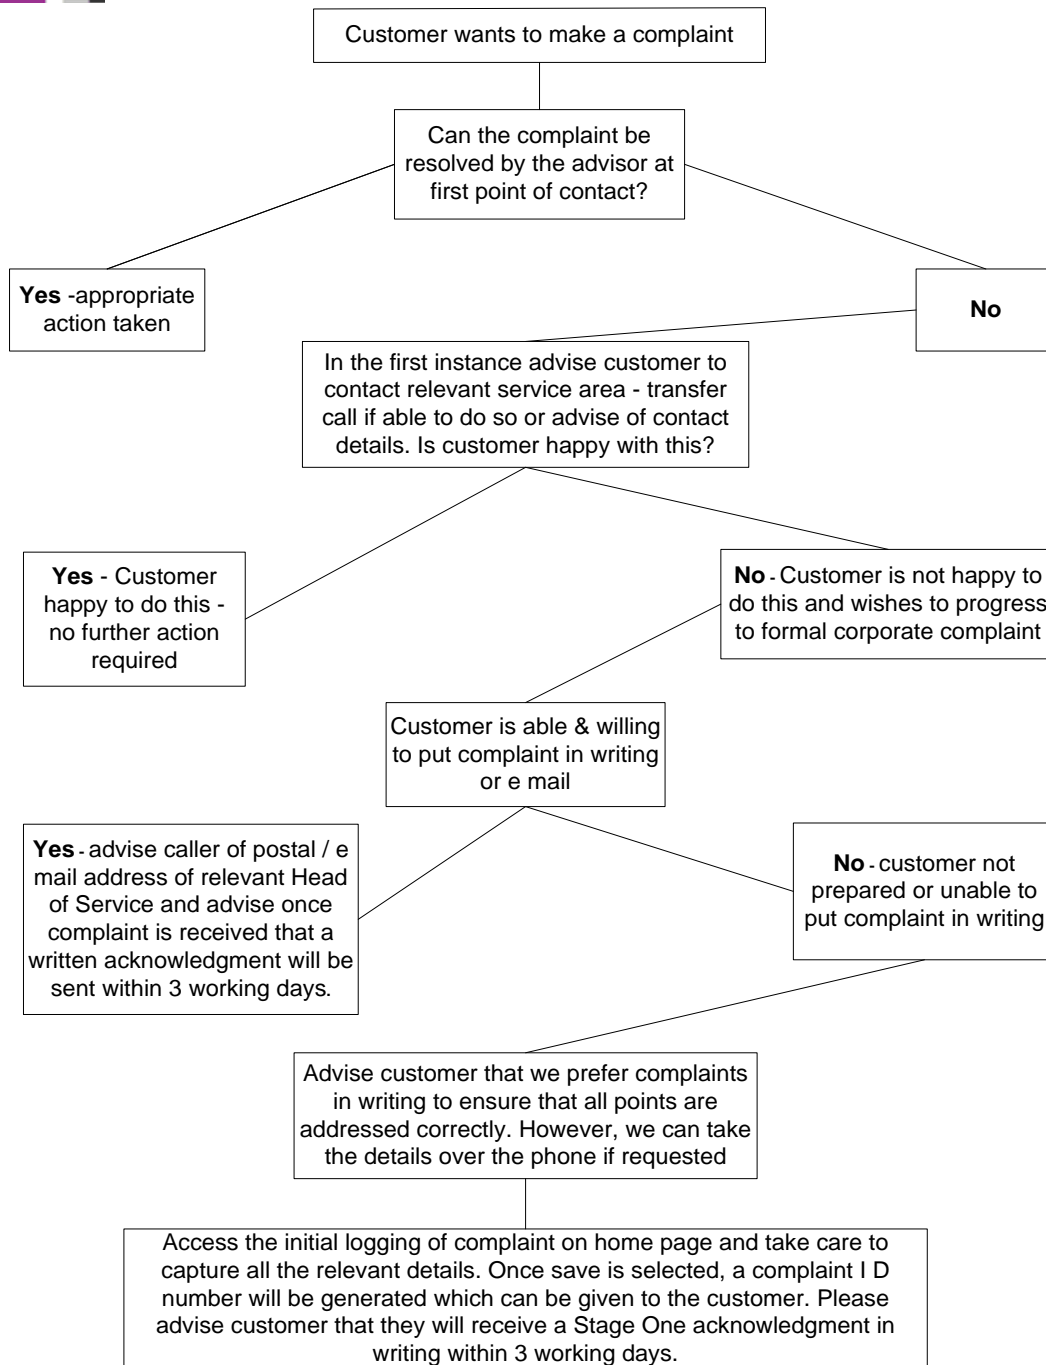 Customer wants to make a complaint
Can the complaint be
resolved by the advisor at
first point of contact?
Yes -appropriate
action taken
No
In the first instance advise customer to
contact relevant service area - transfer
call if able to do so or advise of contact
details. Is customer happy with this?
Yes - Customer
happy to do this -
no further action
required
No - Customer is not happy to
do this and wishes to progress
to formal corporate complaint
Customer is able & willing
to put complaint in writing
or e mail
Yes - advise caller of postal / e
mail address of relevant Head
of Service and advise once
complaint is received that a
written acknowledgment will be
sent within 3 working days.
No - customer not
prepared or unable to
put complaint in writing
Advise customer that we prefer complaints
in writing to ensure that all points are
addressed correctly. However, we can take
the details over the phone if requested
Access the initial logging of complaint on home page and take care to
capture all the relevant details. Once save is selected, a complaint I D
number will be generated which can be given to the customer. Please
advise customer that they will receive a Stage One acknowledgment in
writing within 3 working days.